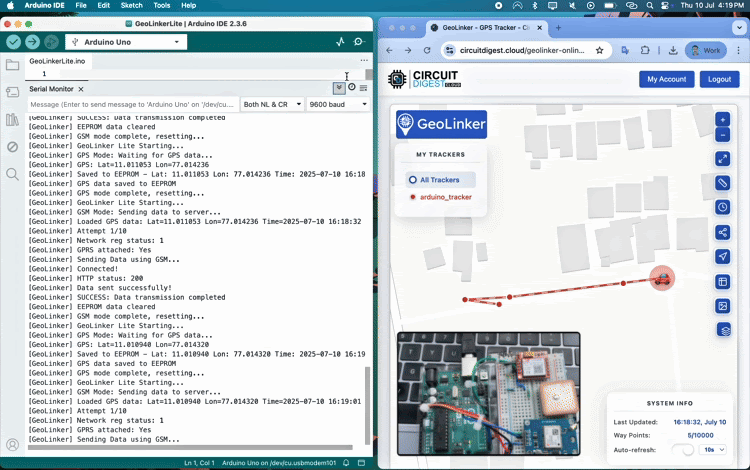 Arduino IDE File Edit Sketch Tools Help
Thu 10 Jul 4:19 PM
GeoLinkerLite | Arduino IDE 2.3.6
Arduino Uno
GeoLinkerLite.ino
1
Serial Monitor
Message (Enter to send message to 'Arduino Uno' on '/dev/cu....
Both NL & CR
9600 baud
[GeoLinker] SUCCESS: Data transmission completed
[GeoLinker] EEPROM data cleared
[GeoLinker] GSM mode complete, resetting...
[GeoLinker] GeoLinker Lite Starting...
[GeoLinker] GPS Mode: Waiting for GPS data...
[GeoLinker] GPS: Lat=11.011053 Lon=77.014236
[GeoLinker] Saved to EEPROM - Lat: 11.011053 Lon: 77.014236 Time: 2025-07-10 16:18
[GeoLinker] GPS data saved to EEPROM
[GeoLinker] GPS mode complete, resetting...
[GeoLinker] GeoLinker Lite Starting...
[GeoLinker] GSM Mode: Sending data to server...
[GeoLinker] Loaded GPS data: Lat=11.011053 Lon=77.014236 Time=2025-07-10 16:18:32
[GeoLinker] Attempt 1/10
[GeoLinker] Network reg status: 1
[GeoLinker] GPRS attached: Yes
[GeoLinker] Sending Data using GSM...
[GeoLinker] Connected!
[GeoLinker] HTTP status: 200
[GeoLinker] Data sent successfully!
[GeoLinker] SUCCESS: Data transmission completed
[GeoLinker] EEPROM data cleared
[GeoLinker] GSM mode complete, resetting...
[GeoLinker] GeoLinker Lite Starting...
[GeoLinker] GPS Mode: Waiting for GPS data...
[GeoLinker] GPS: Lat=11.010940 Lon=77.014320
[GeoLinker] Saved to EEPROM - Lat: 11.010940 Lon: 77.014320 Time: 2025-07-10 16:19
[GeoLinker] GPS data saved to EEPROM
[GeoLinker] GPS mode complete, resetting...
[GeoLinker] GeoLinker Lite Starting...
[GeoLinker] GSM Mode: Sending data to server...
[GeoLinker] Loaded GPS data: Lat=11.010940 Lon=77.014320 Time=2025-07-10 16:19:01
[GeoLinker] Attempt 1/10
[GeoLinker] Network reg status: 1
[GeoLinker] GPRS attached: Yes
[GeoLinker] Sending Data using GSM...
Ln 1, Col 1 Arduino Uno on /dev/cu.usbmodem101
GeoLinker - GPS Tracker - Ci
circuitdigest.cloud/geolinker-onlin...
Work
CIRCUIT
DIGEST CLOUD
My Account
Logout
GeoLinker
MY TRACKERS
All Trackers
arduino_tracker
SYSTEM INFO
Last Updated: 16:18:32, July 10
Way Points: 5/10000
Auto-refresh: 10s